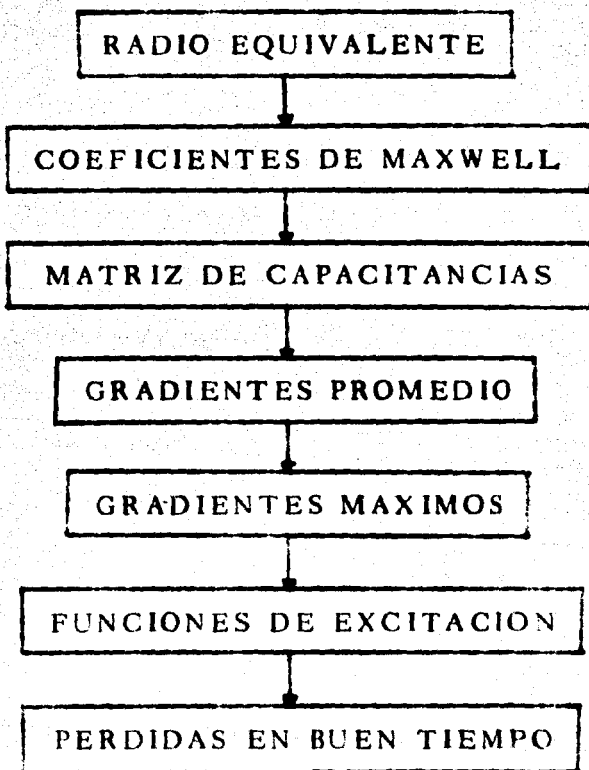 RADIO EQUIVALENTE
COEFICIENTES DE MAXWELL
MATRIZ DE CAPACITANCIAS
GRADIENTES PROMEDIO
GRADIENTES MAXIMOS
FUNCIONES DE EXCITACION
PERDIDAS EN BUEN TIEMPO